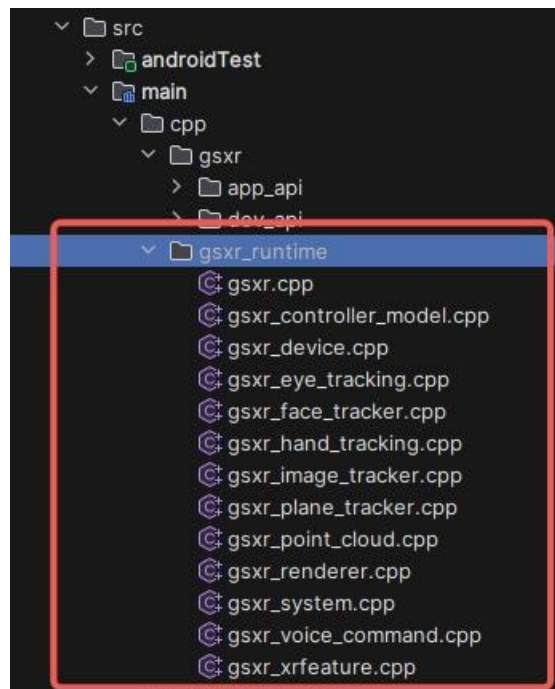 src
androidTest
main
cpp
gsxr
app_api
dev_api
gsxr_runtime
gsxr.cpp
gsxr_controller_model.cpp
gsxr_device.cpp
gsxr_eye_tracking.cpp
gsxr_face_tracker.cpp
gsxr_hand_tracking.cpp
gsxr_image_tracker.cpp
gsxr_plane_tracker.cpp
gsxr_point_cloud.cpp
gsxr_renderer.cpp
gsxr_system.cpp
gsxr_voice_command.cpp
gsxr_xrfeature.cpp